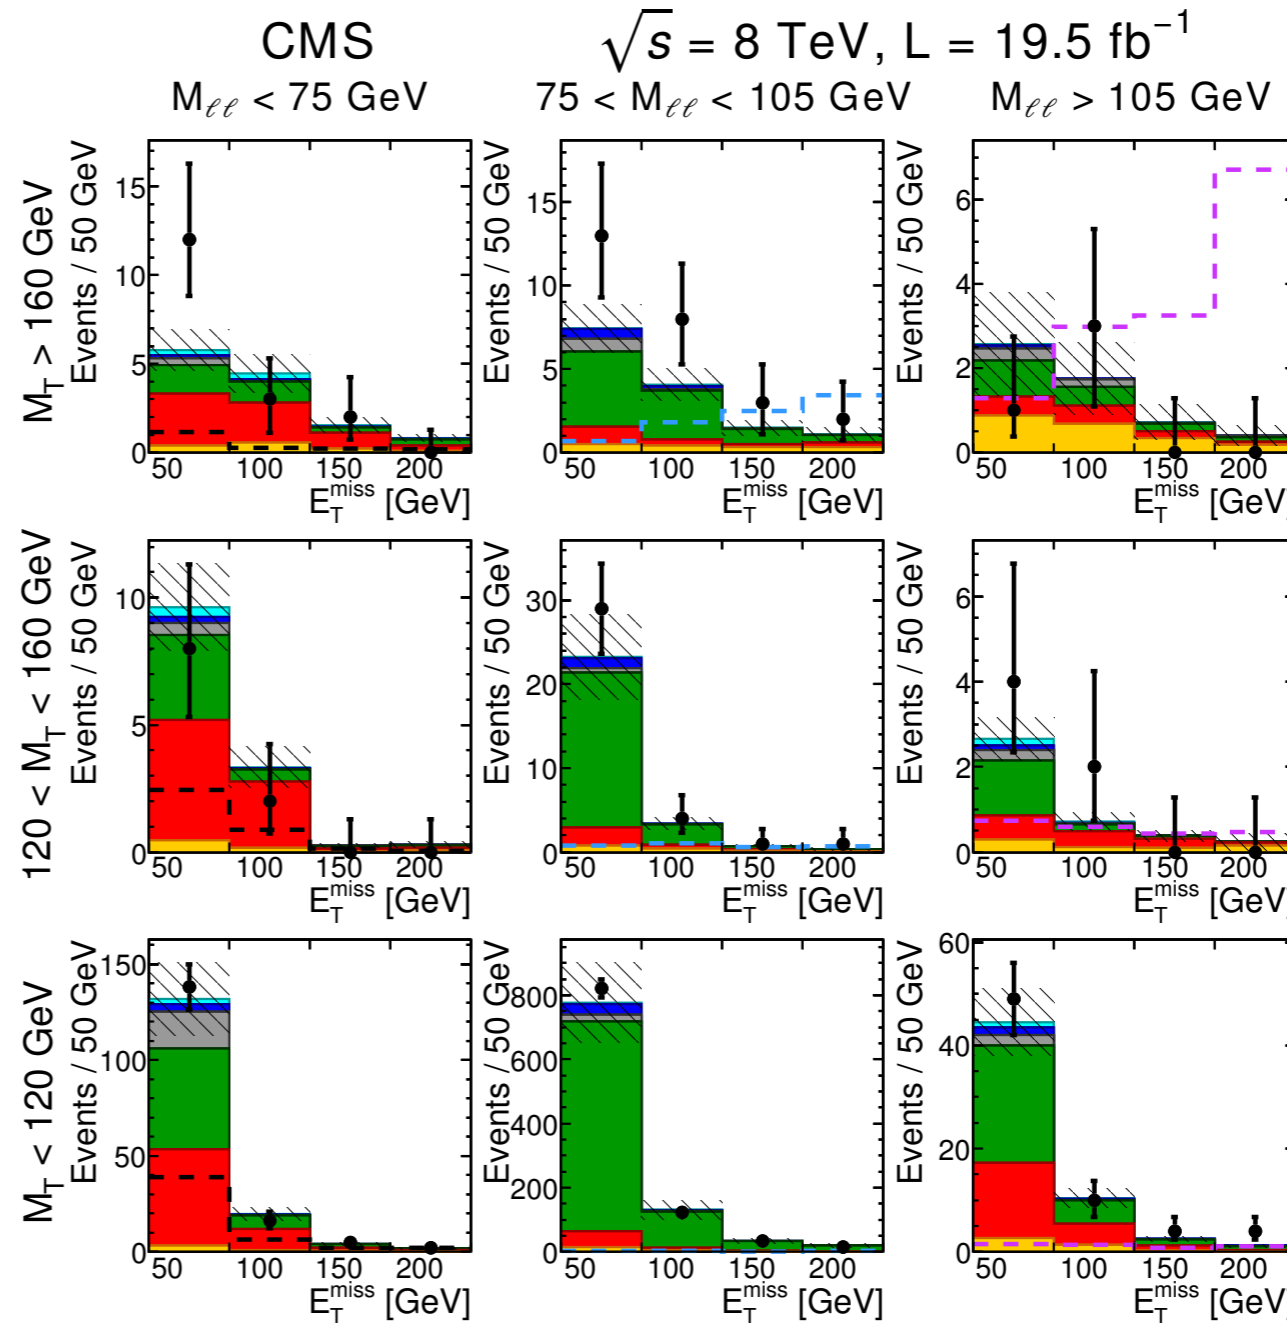 CMS √s = 8 TeV, L = 19.5 fb⁻¹
M_ℓℓ < 75 GeV 75 < M_ℓℓ < 105 GeV M_ℓℓ > 105 GeV
M_T > 160 GeV
Events / 50 GeV
15
10
5
0
50 100 150 200
E_T^miss [GeV]
Events / 50 GeV
15
10
5
0
50 100 150 200
E_T^miss [GeV]
Events / 50 GeV
6
4
2
0
50 100 150 200
E_T^miss [GeV]
120 < M_T < 160 GeV
Events / 50 GeV
10
5
0
50 100 150 200
E_T^miss [GeV]
Events / 50 GeV
30
20
10
0
50 100 150 200
E_T^miss [GeV]
Events / 50 GeV
6
4
2
0
50 100 150 200
E_T^miss [GeV]
M_T < 120 GeV
Events / 50 GeV
150
100
50
0
50 100 150 200
E_T^miss [GeV]
Events / 50 GeV
800
600
400
200
0
50 100 150 200
E_T^miss [GeV]
Events / 50 GeV
60
40
20
0
50 100 150 200
E_T^miss [GeV]